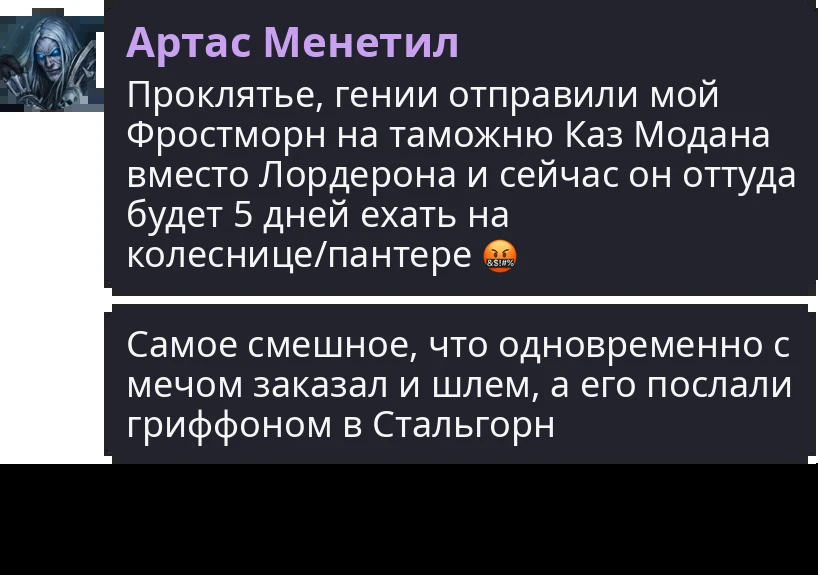 Артас Менетил
Проклятье, гении отправили мой
Фростморн на таможню Каз Модана
вместо Лордерона и сейчас он оттуда
будет 5 дней ехать на
колеснице/пантере 🤬
Самое смешное, что одновременно с
мечом заказал и шлем, а его послали
гриффоном в Стальгорн